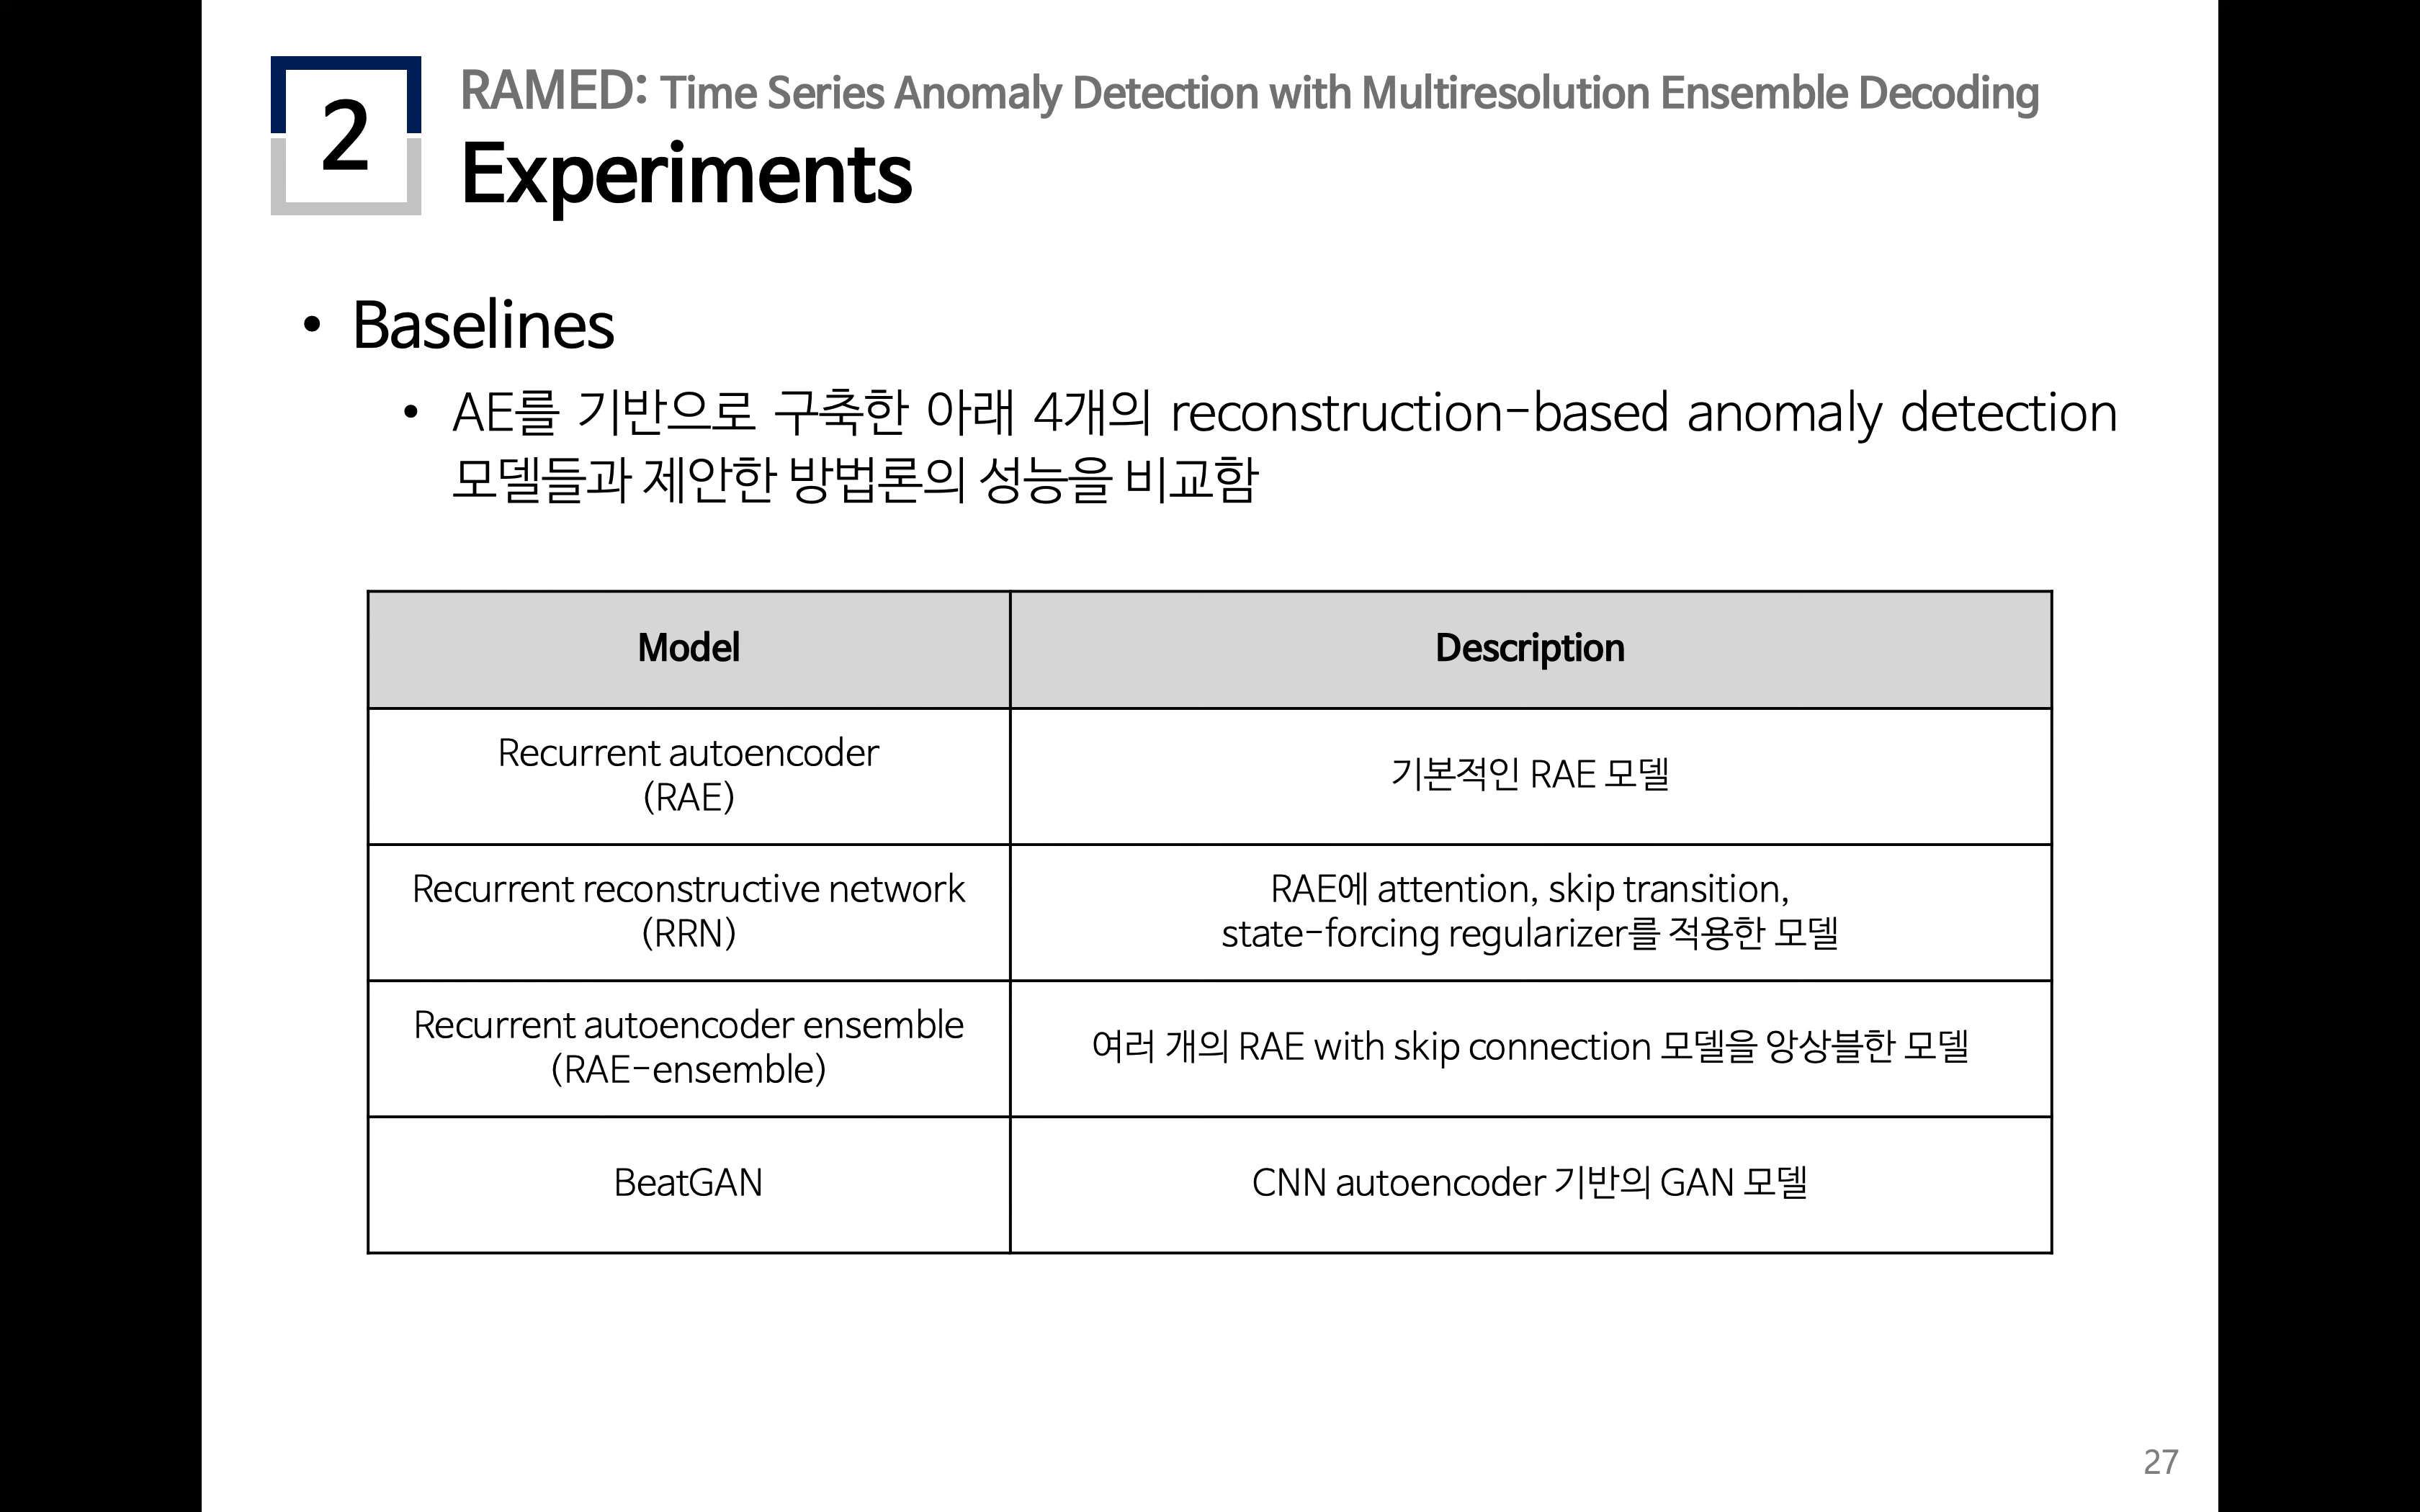 2
RAMED: Time Series Anomaly Detection with Multiresolution Ensemble Decoding
Experiments
• Baselines
• AE를 기반으로 구축한 아래 4개의 reconstruction-based anomaly detection
모델들과 제안한 방법론의 성능을 비교함
Model
Description
Recurrent autoencoder
(RAE)
기본적인 RAE 모델
Recurrent reconstructive network
(RRN)
RAE에 attention, skip transition,
state-forcing regularizer를 적용한 모델
Recurrent autoencoder ensemble
(RAE-ensemble)
여러 개의 RAE with skip connection 모델을 앙상블한 모델
BeatGAN
CNN autoencoder 기반의 GAN 모델
27